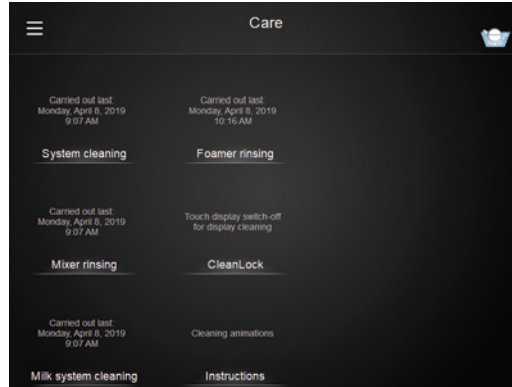 Care
Carried out last:
Monday, April 8, 2019
9:07 AM
System cleaning
Carried out last:
Monday, April 8, 2019
10:16 AM
Foamer rinsing
Carried out last:
Monday, April 8, 2019
9:07 AM
Mixer rinsing
Touch display switch-off
for display cleaning
CleanLock
Carried out last:
Monday, April 8, 2019
9:07 AM
Milk system cleaning
Cleaning animations
Instructions